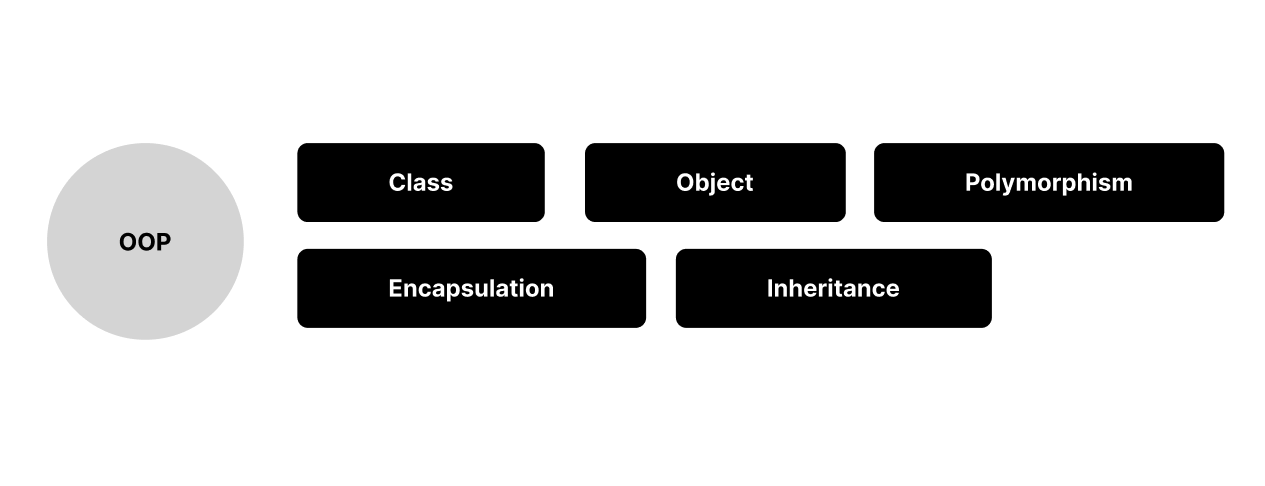 OOP
Class
Object
Polymorphism
Encapsulation
Inheritance